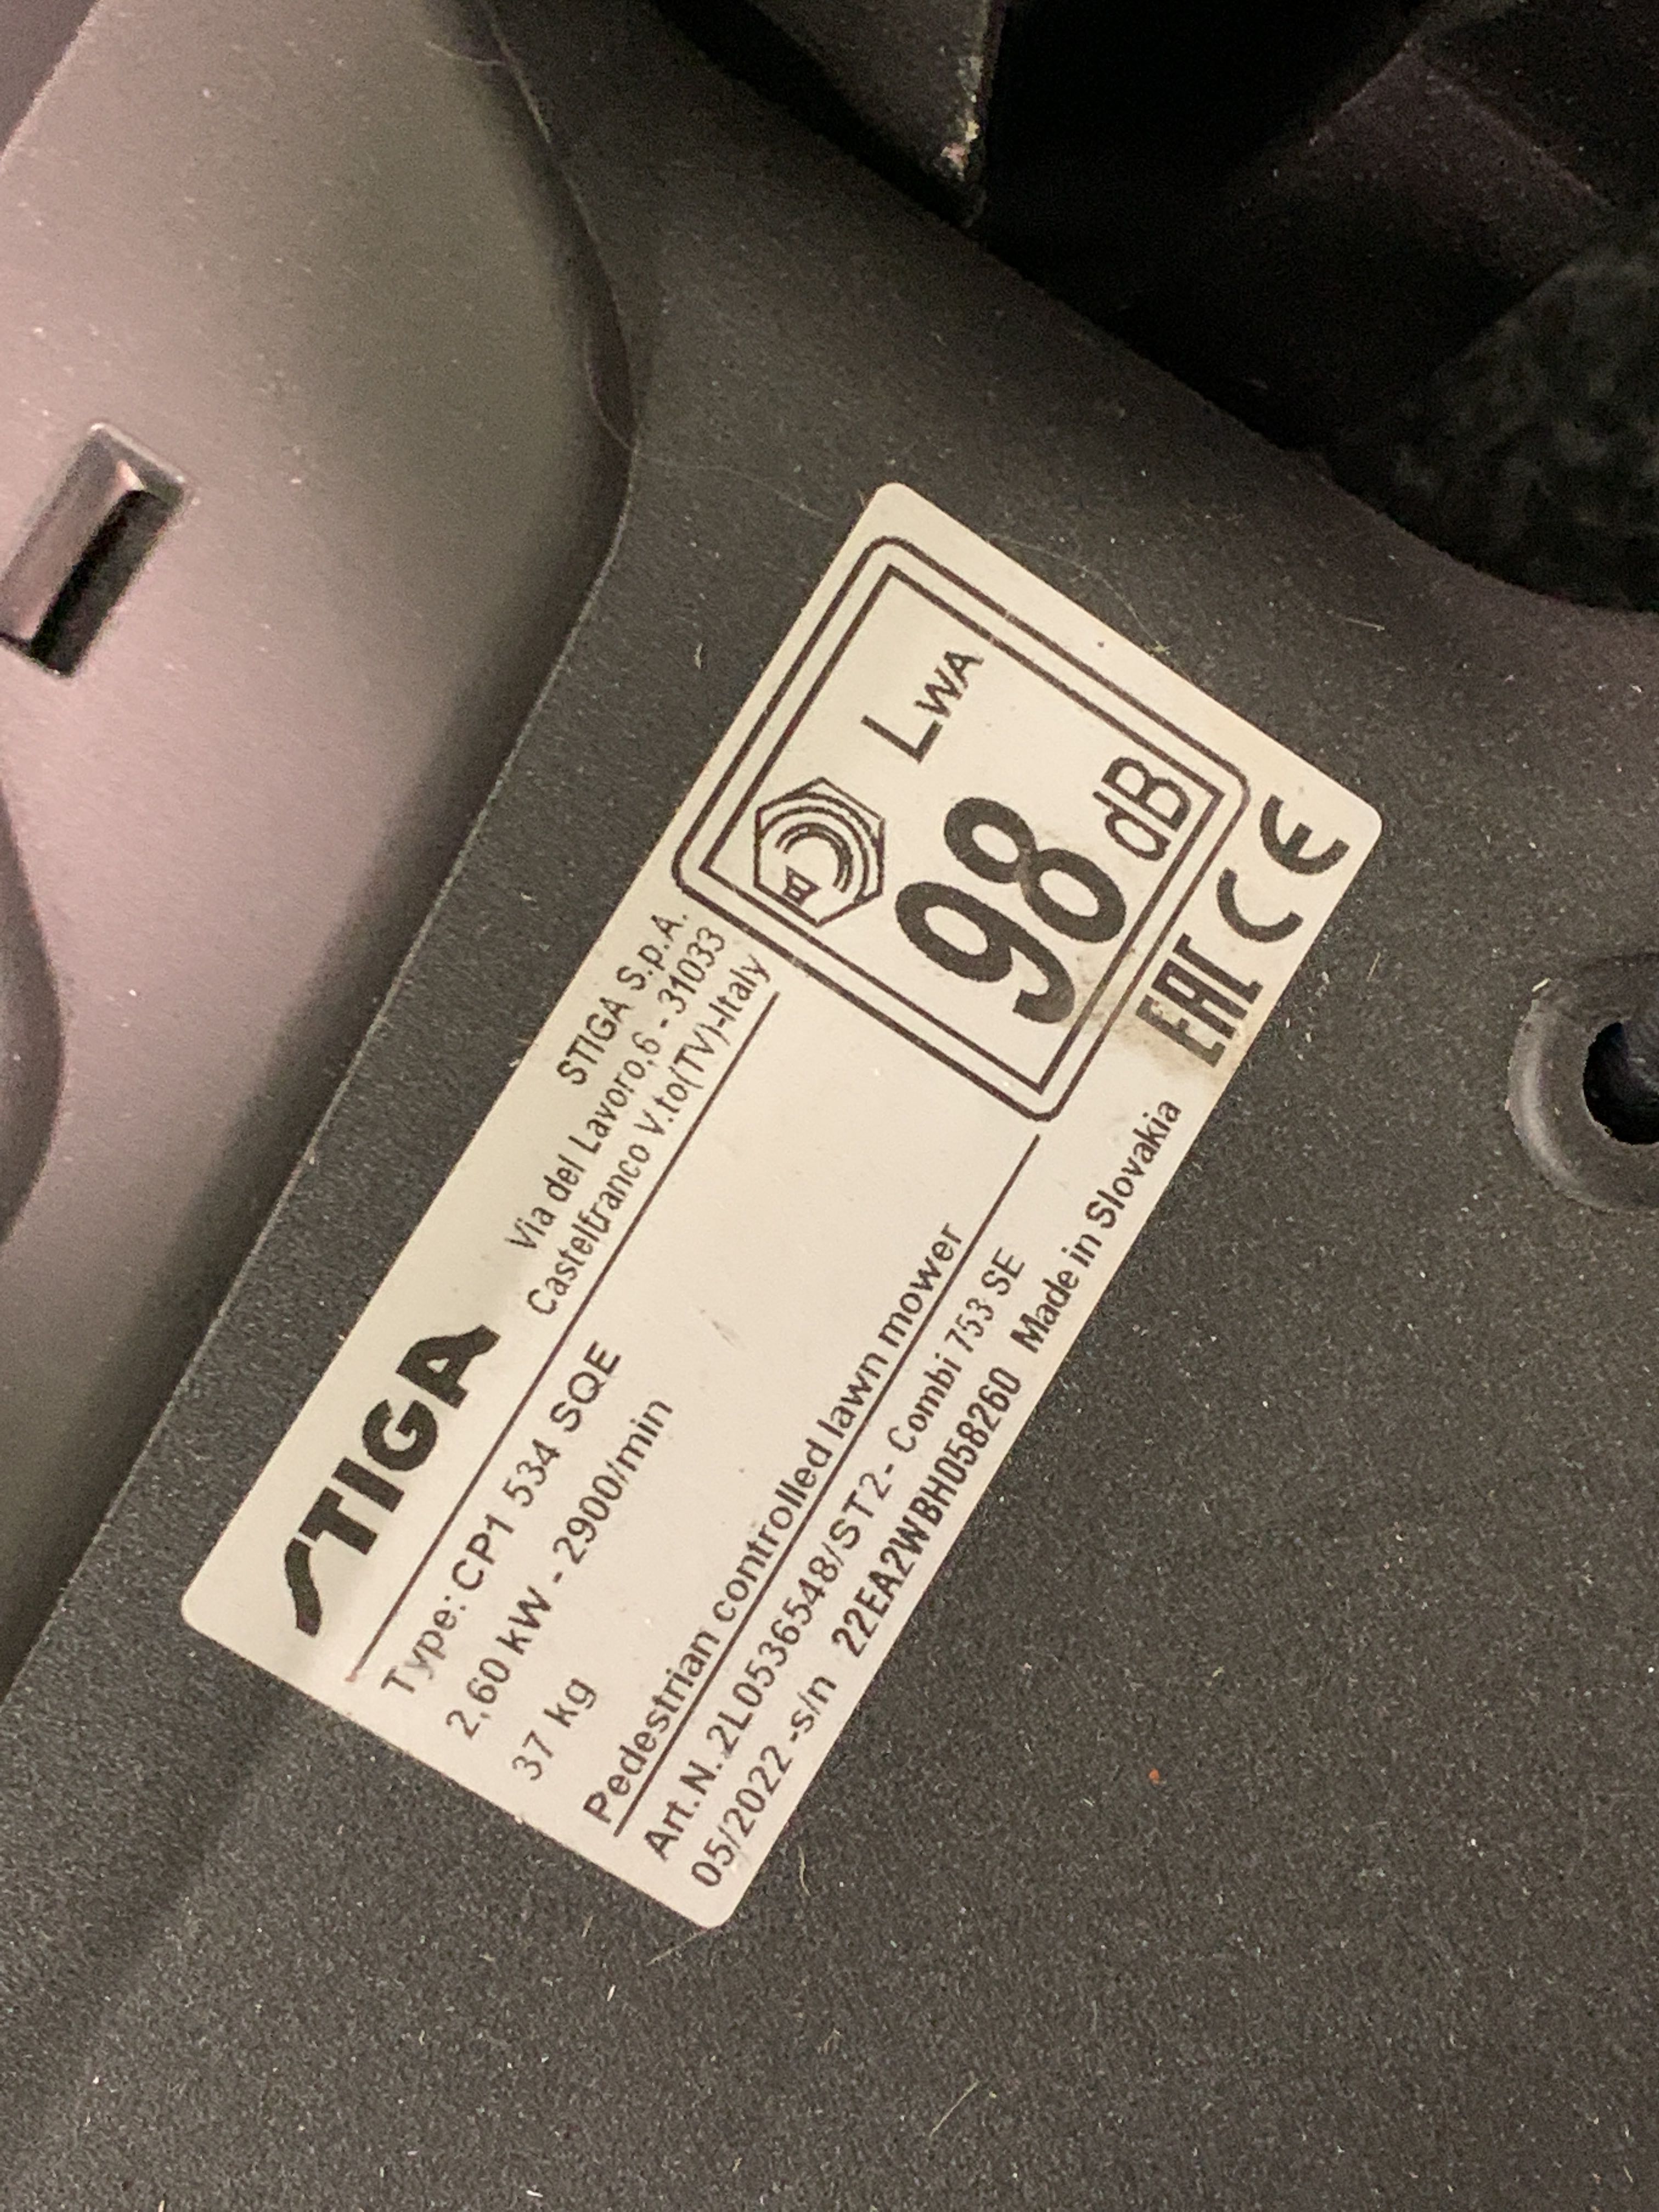 STIGA
STIGA S.p.A.
Via del Lavoro,6 - 31033
Castelfranco V.to(TV)-Italy
Type: CP1 534 SQE
2,60 kW - 2900/min
37 kg
LWA
98 dB
Pedestrian controlled lawn mower
Art.N. 2L0536548/ST2 - Combi 753 SE
05/2022 -s/n 22EA2WBH058260 Made in Slovakia
EAC CE